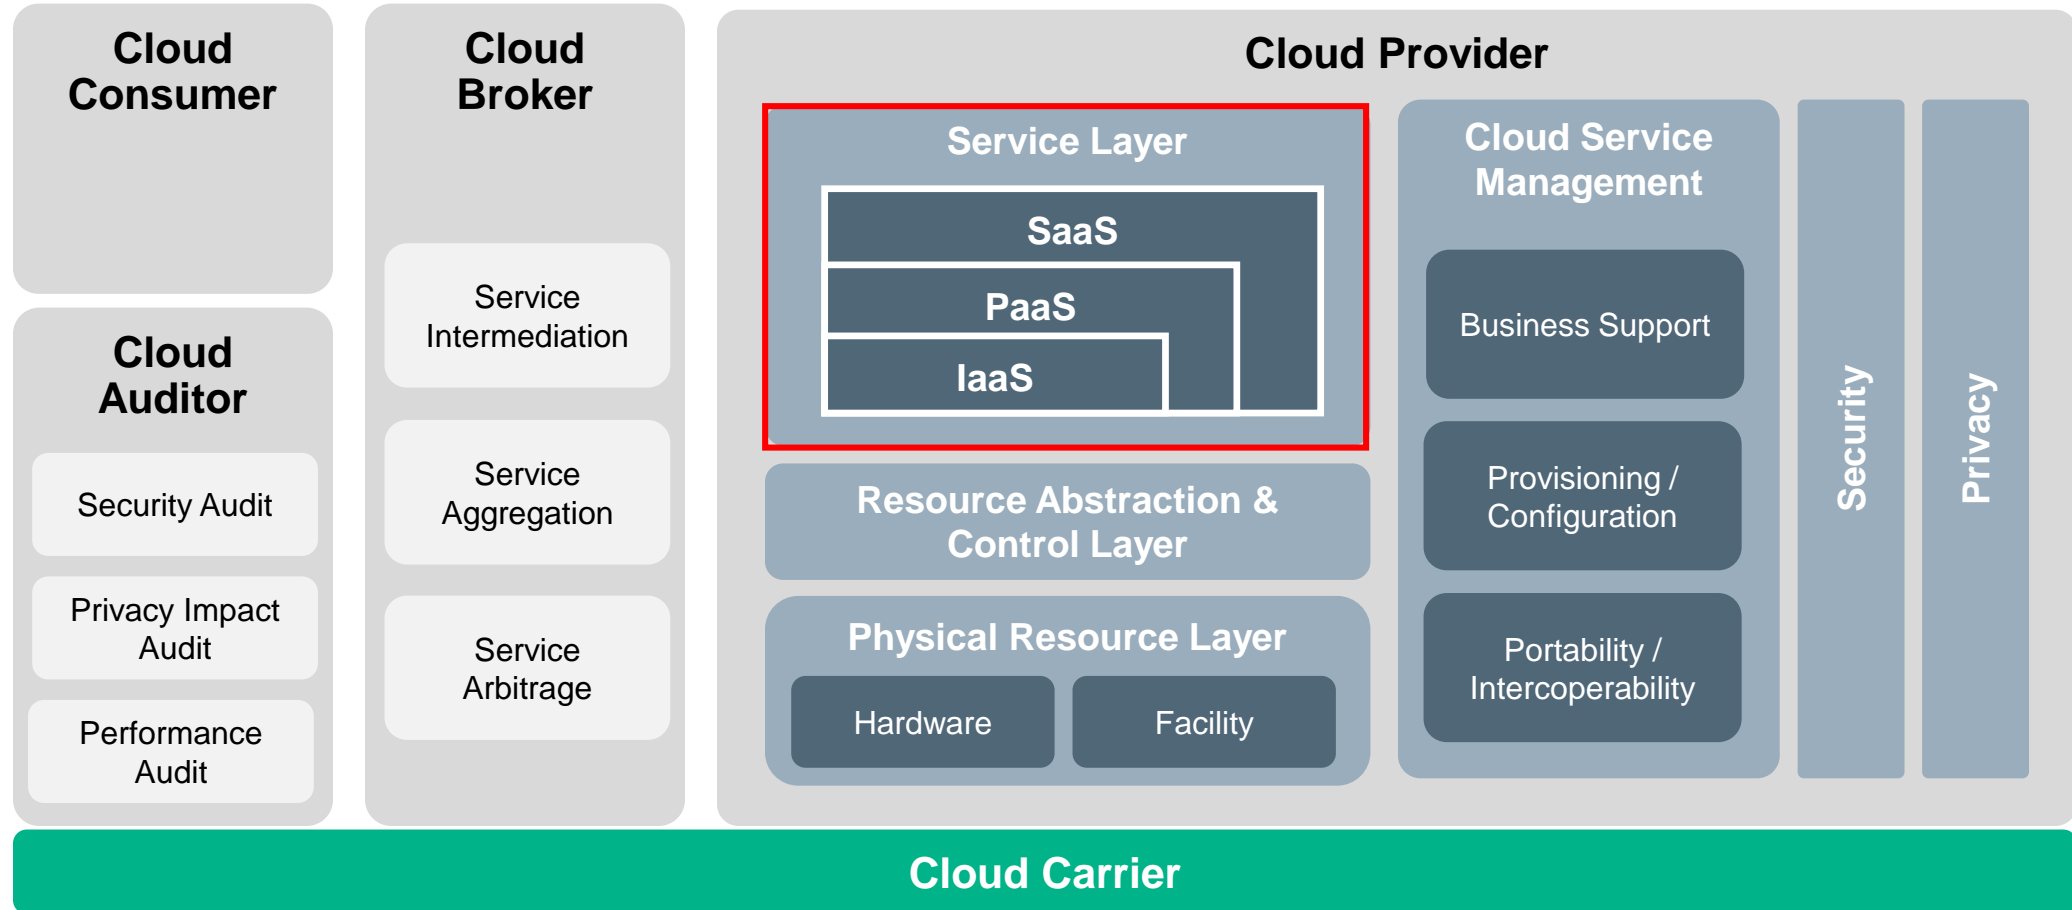 Cloud
Consumer
Cloud
Auditor
Security Audit
Privacy Impact
Audit
Performance
Audit
Cloud
Broker
Service
Intermediation
Service
Aggregation
Service
Arbitrage
Cloud Provider
Service Layer
SaaS
PaaS
IaaS
Resource Abstraction &
Control Layer
Physical Resource Layer
Hardware
Facility
Cloud Service
Management
Business Support
Provisioning /
Configuration
Portability /
Intercoperability
Security
Privacy
Cloud Carrier